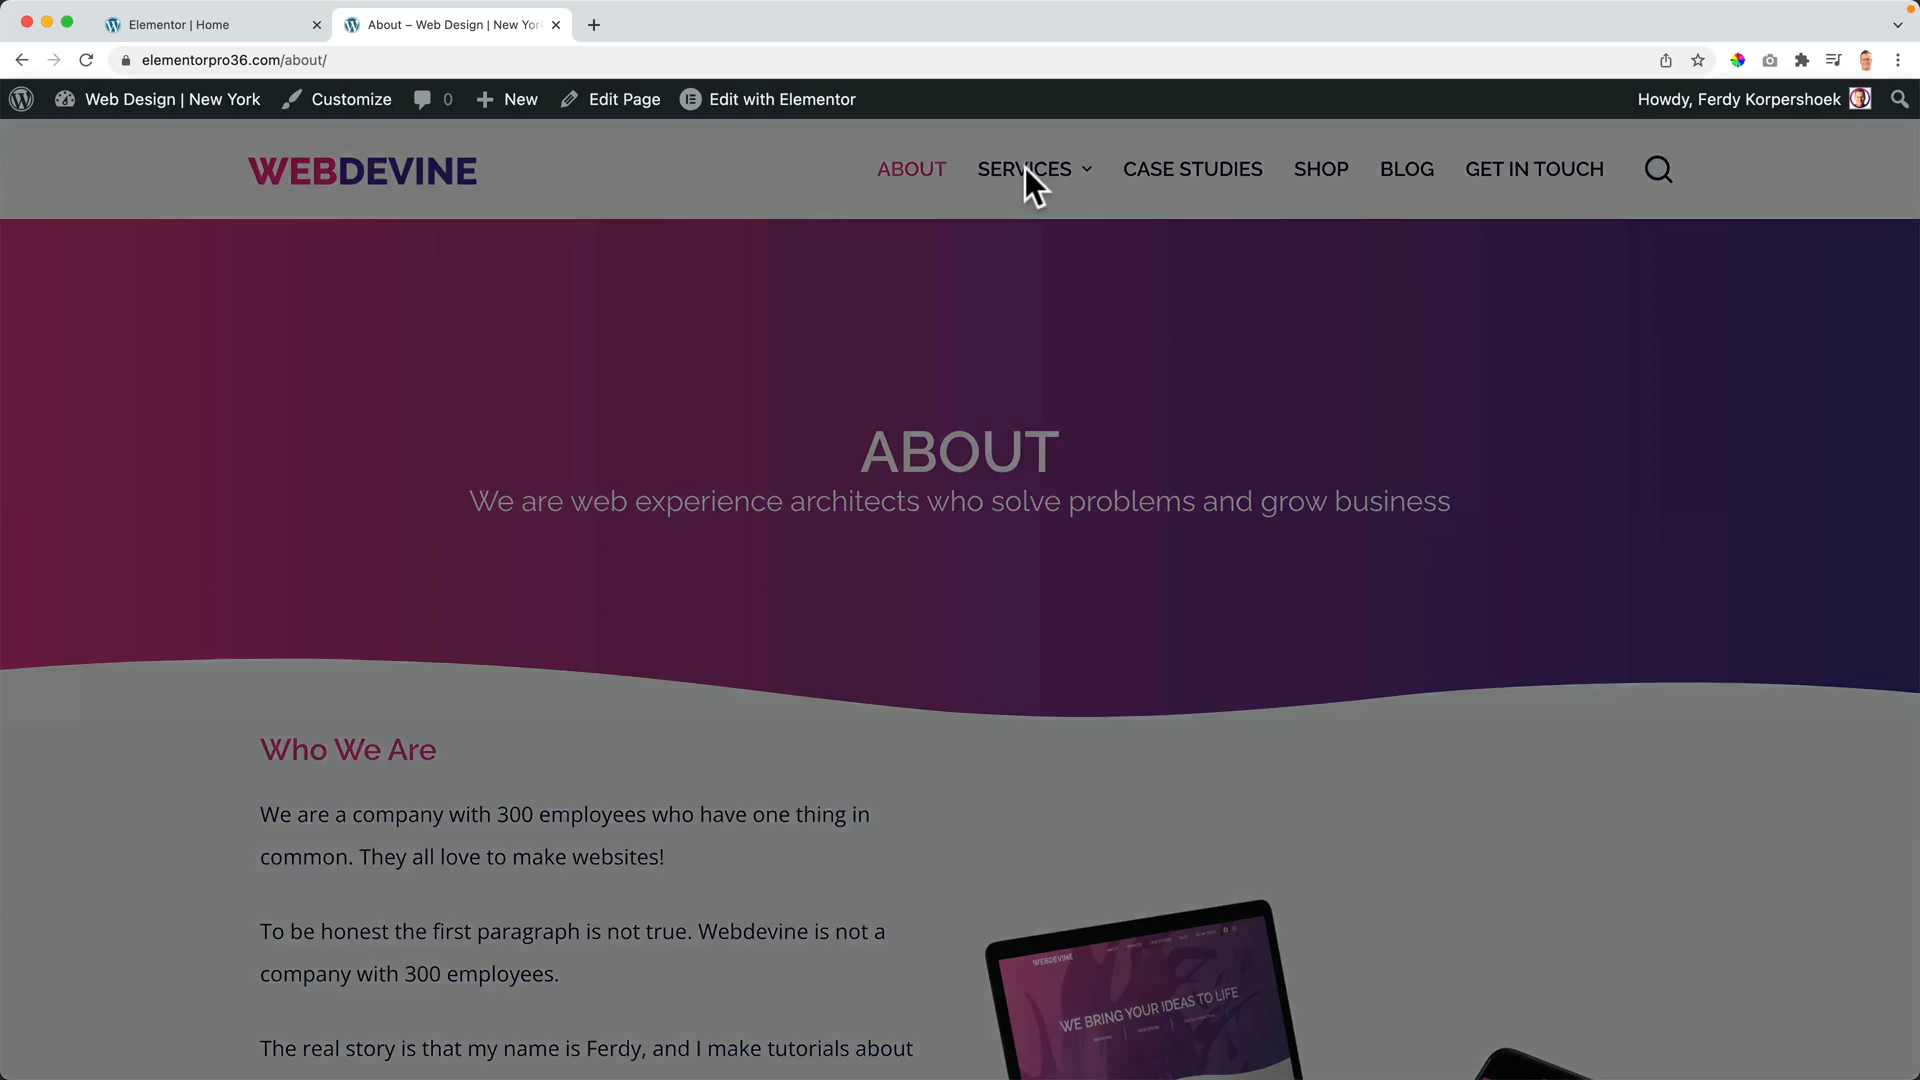 Elementor | Home
About – Web Design | New Yor
elementorpro36.com/about/
Web Design | New York
Customize
0
New
Edit Page
Edit with Elementor
Howdy, Ferdy Korpershoek
WEBDEVINE
ABOUT
SERVICES
CASE STUDIES
SHOP
BLOG
GET IN TOUCH
ABOUT
We are web experience architects who solve problems and grow business
Who We Are
We are a company with 300 employees who have one thing in
common. They all love to make websites!
To be honest the first paragraph is not true. Webdevine is not a
company with 300 employees.
The real story is that my name is Ferdy, and I make tutorials about
WEBDEVINE
WE BRING YOUR IDEAS TO LIFE